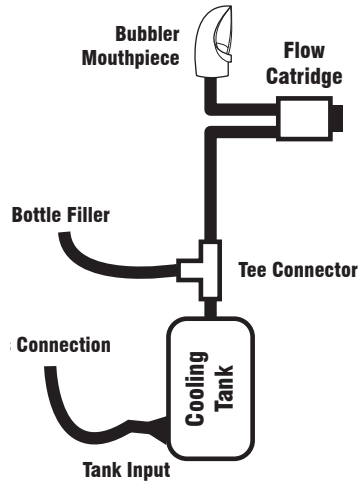 Bubbler
Mouthpiece
Flow
Catridge
Bottle Filler
Tee Connector
Connection
Cooling
Tank
Tank Input